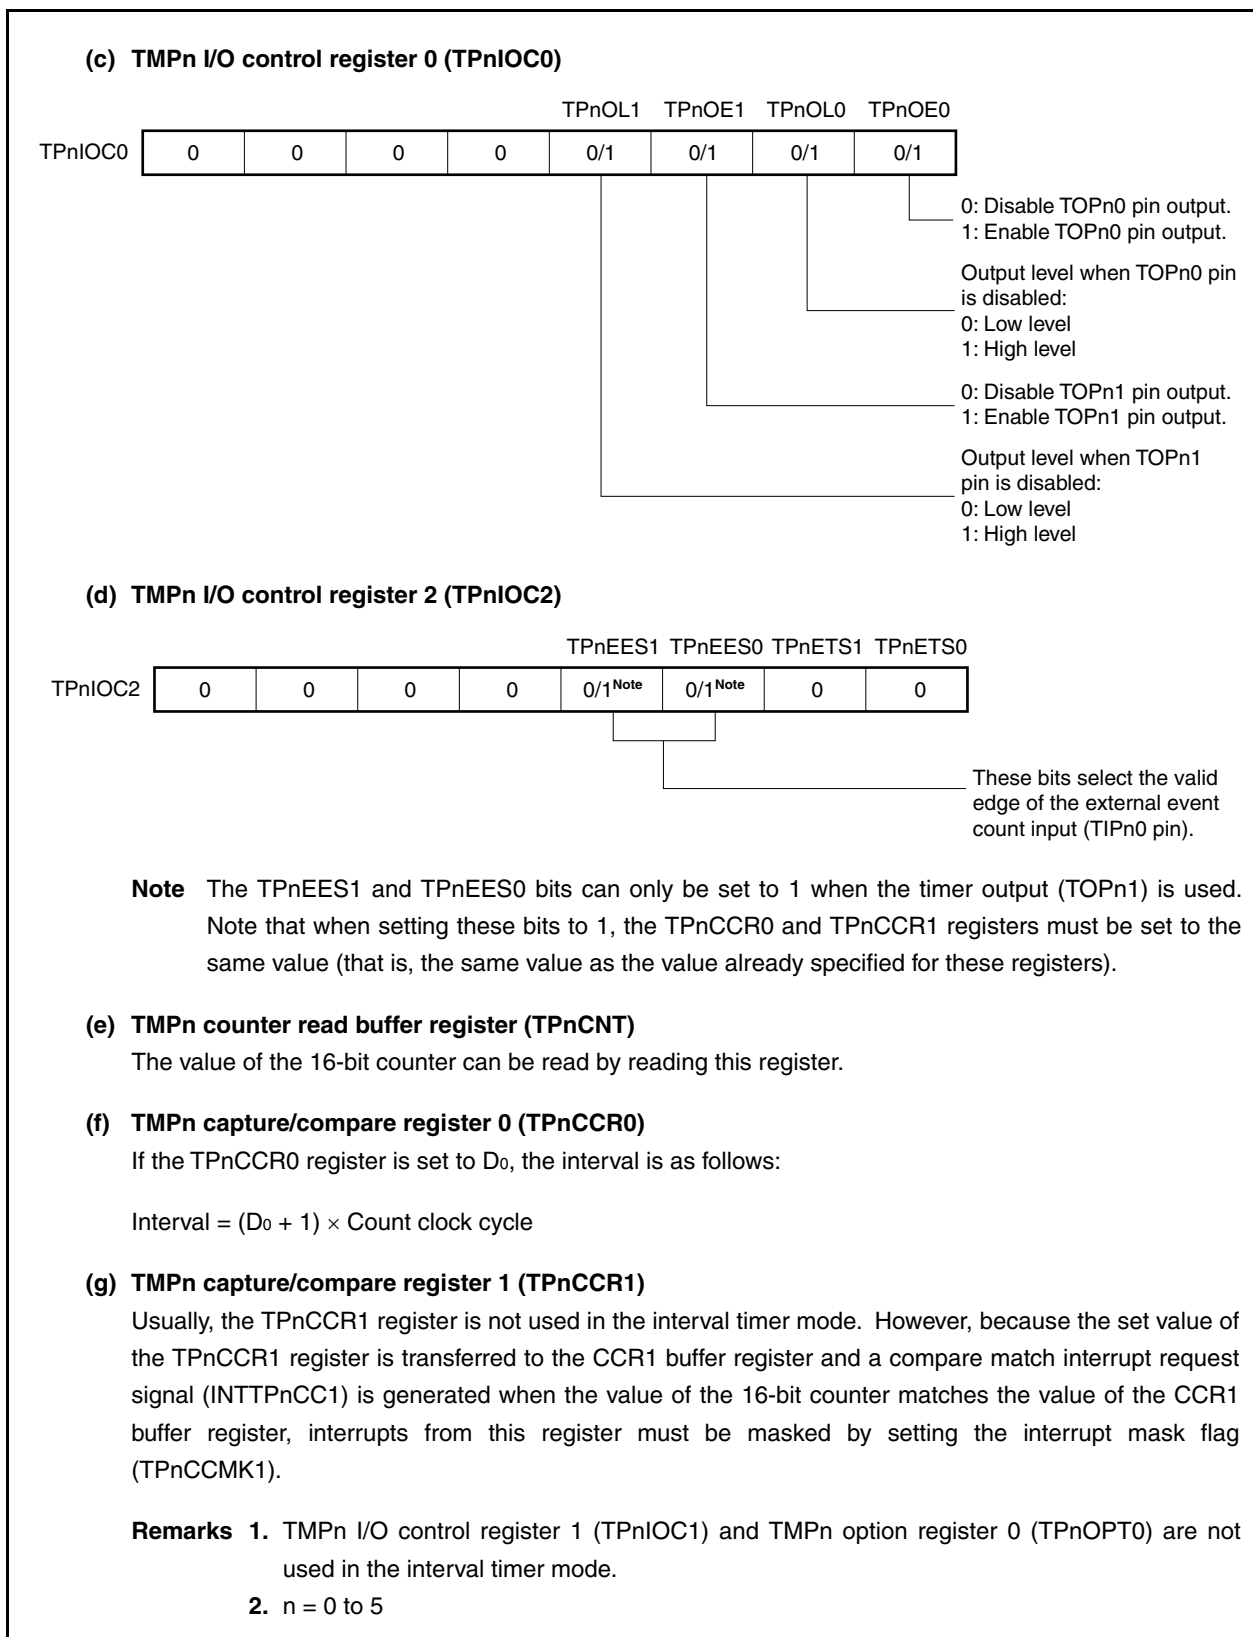 (c) TMPn I/O control register 0 (TPnIOC0)
TPnOL1 TPnOE1 TPnOL0 TPnOE0
TPnIOC0 0 0 0 0 0/1 0/1 0/1 0/1
0: Disable TOPn0 pin output.
1: Enable TOPn0 pin output.
Output level when TOPn0 pin
is disabled:
0: Low level
1: High level
0: Disable TOPn1 pin output.
1: Enable TOPn1 pin output.
Output level when TOPn1
pin is disabled:
0: Low level
1: High level
(d) TMPn I/O control register 2 (TPnIOC2)
TPnEES1 TPnEES0 TPnETS1 TPnETS0
TPnIOC2 0 0 0 0 0/1Note 0/1Note 0 0
These bits select the valid
edge of the external event
count input (TIPn0 pin).
Note The TPnEES1 and TPnEES0 bits can only be set to 1 when the timer output (TOPn1) is used.
Note that when setting these bits to 1, the TPnCCR0 and TPnCCR1 registers must be set to the
same value (that is, the same value as the value already specified for these registers).
(e) TMPn counter read buffer register (TPnCNT)
The value of the 16-bit counter can be read by reading this register.
(f) TMPn capture/compare register 0 (TPnCCR0)
If the TPnCCR0 register is set to D0, the interval is as follows:
Interval = (D0 + 1) × Count clock cycle
(g) TMPn capture/compare register 1 (TPnCCR1)
Usually, the TPnCCR1 register is not used in the interval timer mode. However, because the set value of
the TPnCCR1 register is transferred to the CCR1 buffer register and a compare match interrupt request
signal (INTTPnCC1) is generated when the value of the 16-bit counter matches the value of the CCR1
buffer register, interrupts from this register must be masked by setting the interrupt mask flag
(TPnCCMK1).
Remarks 1. TMPn I/O control register 1 (TPnIOC1) and TMPn option register 0 (TPnOPT0) are not
used in the interval timer mode.
2. n = 0 to 5